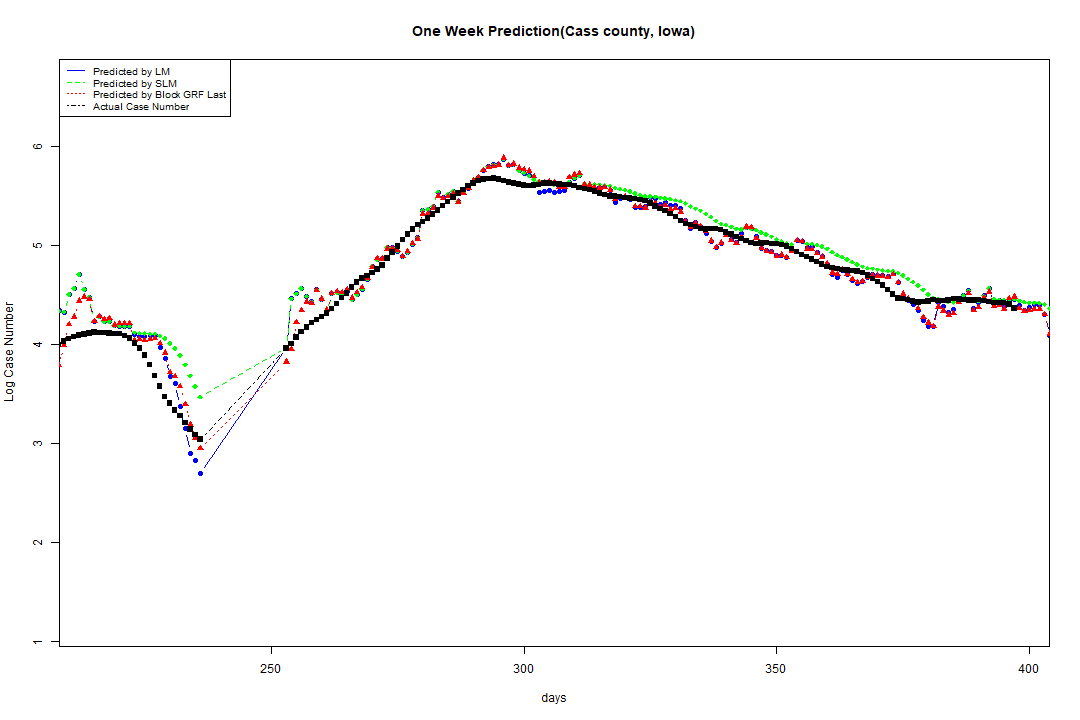 One Week Prediction(Cass county, Iowa)
Predicted by LM
Predicted by SLM
Predicted by Block GRF Last
Actual Case Number
Log Case Number
6
5
4
3
2
1
250 300 350 400
days